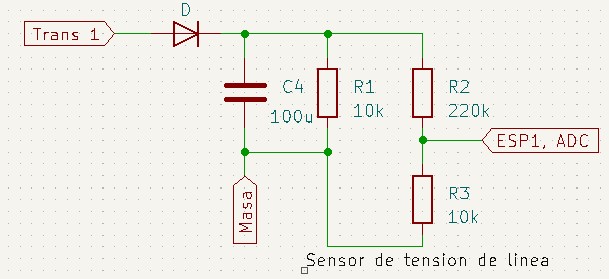 D
Trans 1
C4
100u
R1
10k
R2
220k
ESP1, ADC
Masa
R3
10k
Sensor de tension de linea